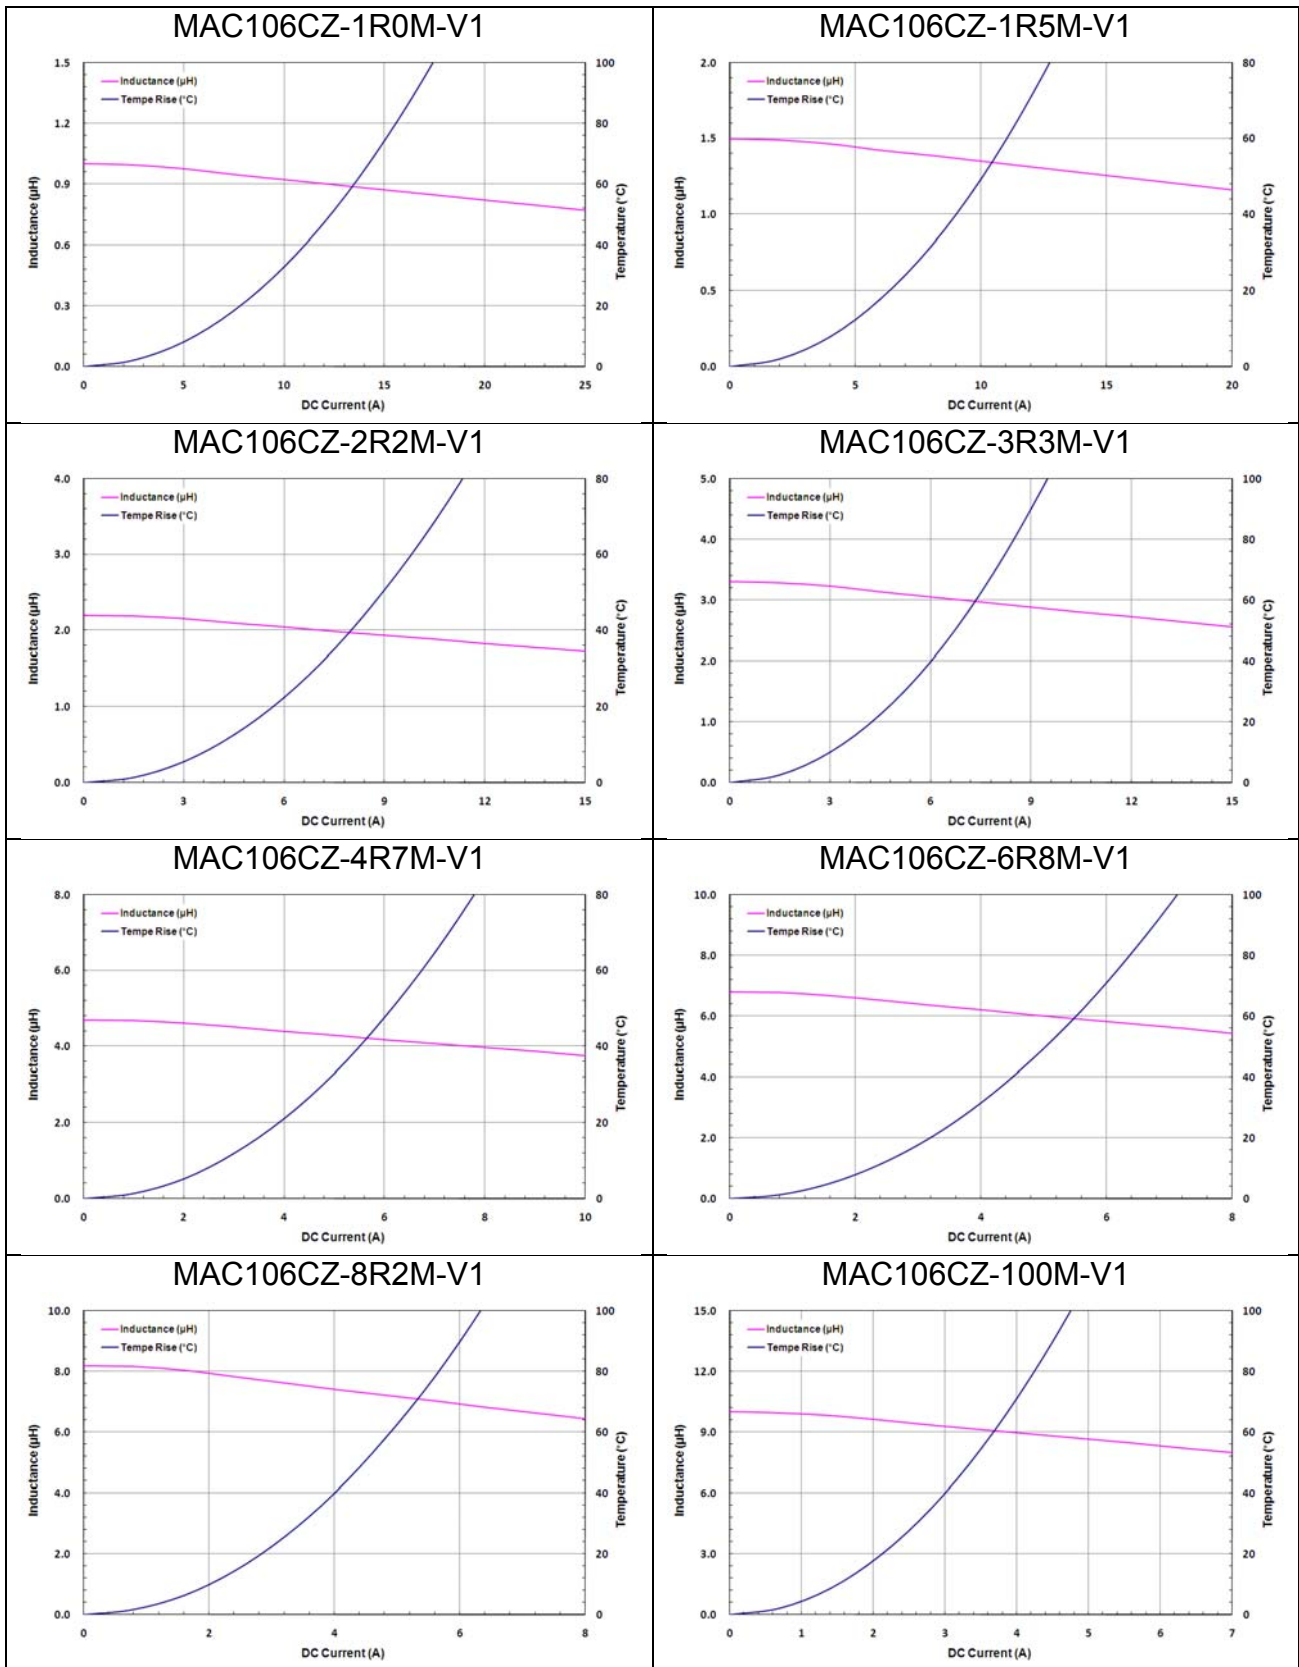 MAC106CZ-1R0M-V1
Inductance (µH)
Tempe Rise (°C)
1.5
1.2
0.9
0.6
0.3
0.0
Inductance (µH)
100
80
60
40
20
0
Temperature (°C)
0 5 10 15 20 25
DC Current (A)
MAC106CZ-1R5M-V1
Inductance (µH)
Tempe Rise (°C)
2.0
1.5
1.0
0.5
0.0
Inductance (µH)
80
60
40
20
0
Temperature (°C)
0 5 10 15 20
DC Current (A)
MAC106CZ-2R2M-V1
Inductance (µH)
Tempe Rise (°C)
4.0
3.0
2.0
1.0
0.0
Inductance (µH)
80
60
40
20
0
Temperature (°C)
0 3 6 9 12 15
DC Current (A)
MAC106CZ-3R3M-V1
Inductance (µH)
Tempe Rise (°C)
5.0
4.0
3.0
2.0
1.0
0.0
Inductance (µH)
100
80
60
40
20
0
Temperature (°C)
0 3 6 9 12 15
DC Current (A)
MAC106CZ-4R7M-V1
Inductance (µH)
Tempe Rise (°C)
8.0
6.0
4.0
2.0
0.0
Inductance (µH)
80
60
40
20
0
Temperature (°C)
0 2 4 6 8 10
DC Current (A)
MAC106CZ-6R8M-V1
Inductance (µH)
Tempe Rise (°C)
10.0
8.0
6.0
4.0
2.0
0.0
Inductance (µH)
100
80
60
40
20
0
Temperature (°C)
0 2 4 6 8
DC Current (A)
MAC106CZ-8R2M-V1
Inductance (µH)
Tempe Rise (°C)
10.0
8.0
6.0
4.0
2.0
0.0
Inductance (µH)
100
80
60
40
20
0
Temperature (°C)
0 2 4 6 8
DC Current (A)
MAC106CZ-100M-V1
Inductance (µH)
Tempe Rise (°C)
15.0
12.0
9.0
6.0
3.0
0.0
Inductance (µH)
100
80
60
40
20
0
Temperature (°C)
0 1 2 3 4 5 6 7
DC Current (A)